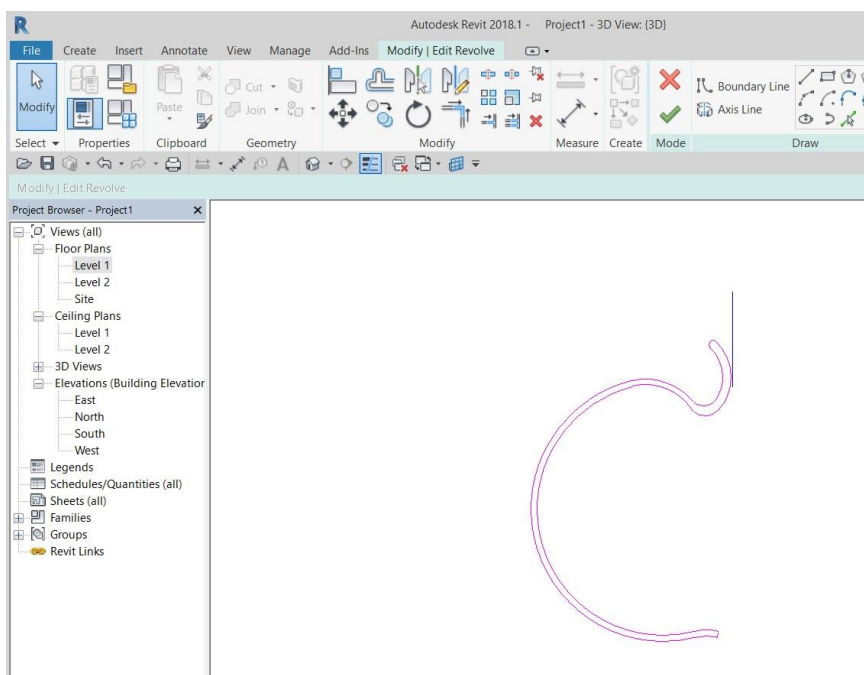 Autodesk Revit 2018.1 - Project1 - 3D View: {3D}
File Create Insert Annotate View Manage Add-Ins Modify | Edit Revolve
Modify
Paste
Cut
Join
Boundary Line
Axis Line
Select Properties Clipboard Geometry Modify Measure Create Mode Draw
Modify | Edit Revolve
Project Browser - Project1
Views (all)
Floor Plans
Level 1
Level 2
Site
Ceiling Plans
Level 1
Level 2
3D Views
Elevations (Building Elevation
East
North
South
West
Legends
Schedules/Quantities (all)
Sheets (all)
Families
Groups
Revit Links